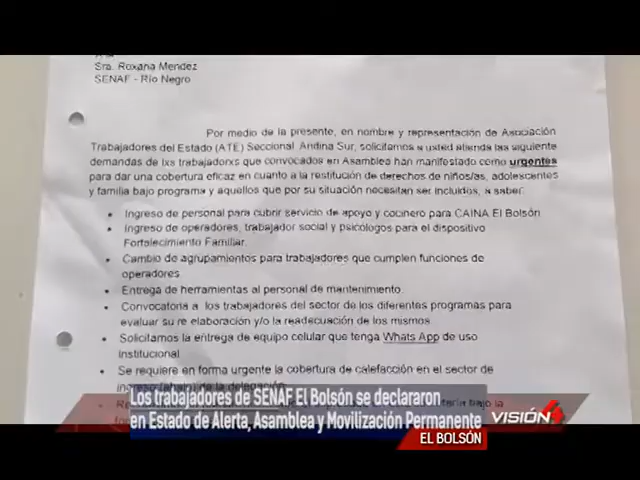 Sra. Roxana Mendez
SENAF - Río Negro
Por medio de la presente, en nombre y representación de Asociación
Trabajadores del Estado (ATE) Seccional Andina Sur, solicitamos a usted atienda las siguiente
demandas de lxs trabajadorxs que convocados en Asamblea han manifestado como urgentes
para dar una cobertura eficaz en cuanto a la restitución de derechos de niños/as, adolescentes
y familia bajo programa y aquellos que por su situación necesitan ser incluidos, a saber:
• Ingreso de personal para cubrir servicio de apoyo y cocinero para CAINA El Bolsón
• Ingreso de operadores, trabajador social y psicólogos para el dispositivo
Fortalecimiento Familiar.
• Cambio de agrupamientos para trabajadores que cumplen funciones de
operadores
• Entrega de herramientas al personal de mantenimiento.
• Convocatoria a los trabajadores del sector de los diferentes programas para
evaluar su re elaboración y/o la readecuación de los mismos
• Solicitamos la entrega de equipo celular que tenga Whats App de uso
institucional
• Se requiere en forma urgente la cobertura de calefacción en el sector de
ingreso de la delegación
bajo la
Los trabajadores de SENAF El Bolsón se declararon
en Estado de Alerta, Asamblea y Movilización Permanente
VISIÓN 4
EL BOLSÓN